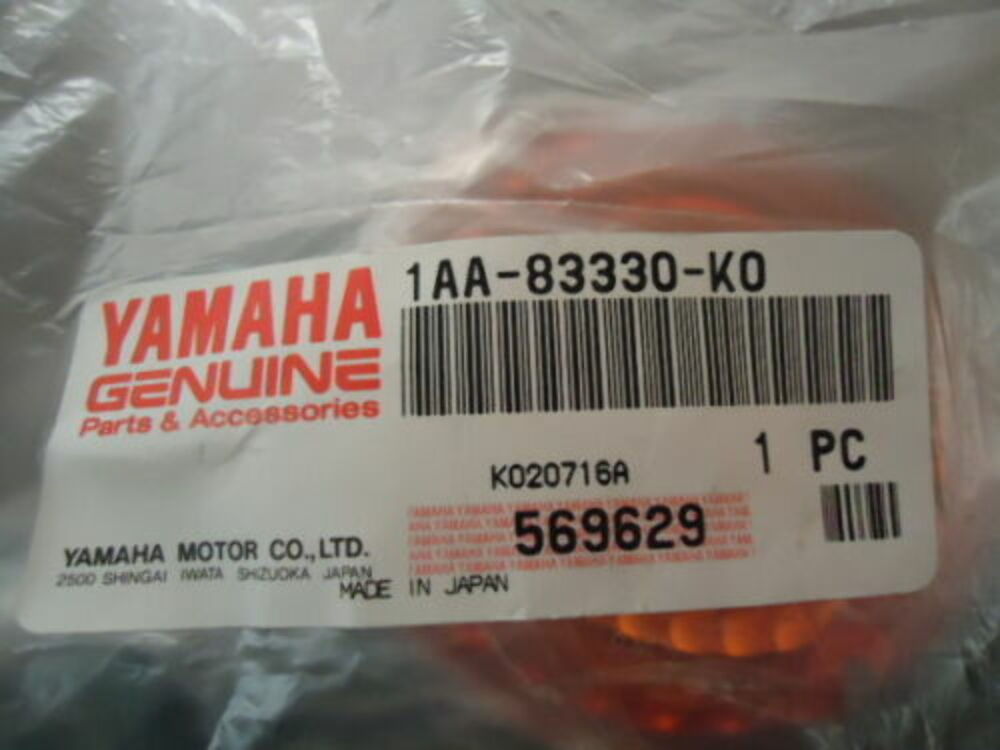 YAMAHA
GENUINE
Parts & Accessories
1AA-83330-K0
1 PC
K020716A
569629
YAMAHA MOTOR CO., LTD.
2500 SHINGAI IWATA SHIZUOKA JAPAN
MADE IN JAPAN